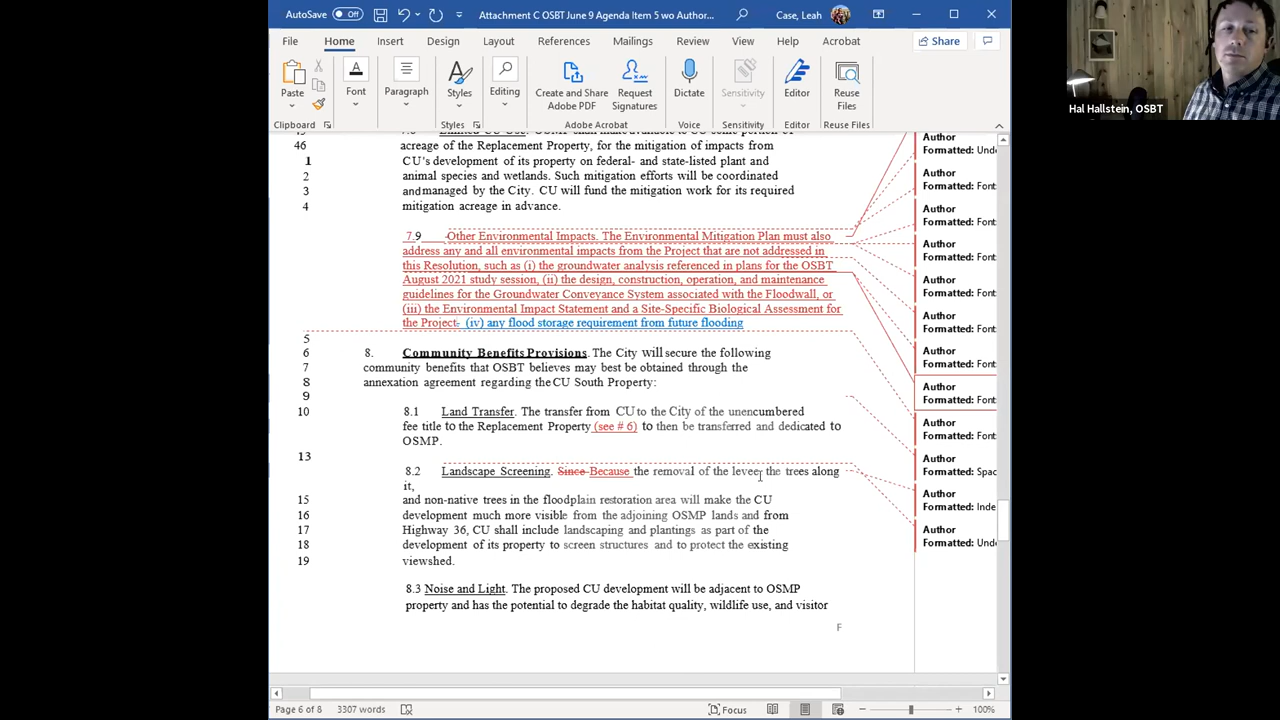 AutoSave Off Attachment C OSBT June 9 Agenda Item 5 wo Author... Case, Leah
File Home Insert Design Layout References Mailings Review View Help Acrobat Share
Paste Font Paragraph Styles Editing Create and Share Adobe PDF Request Signatures Dictate Sensitivity Editor Reuse Files
Clipboard Styles Adobe Acrobat Voice Sensitivity Editor Reuse Files
Hal Hallstein, OSBT
46 acreage of the Replacement Property, for the mitigation of impacts from
1 CU's development of its property on federal- and state-listed plant and
2 animal species and wetlands. Such mitigation efforts will be coordinated
3 and managed by the City. CU will fund the mitigation work for its required
4 mitigation acreage in advance.
7.9 Other Environmental Impacts. The Environmental Mitigation Plan must also
address any and all environmental impacts from the Project that are not addressed in
this Resolution, such as (i) the groundwater analysis referenced in plans for the OSBT
August 2021 study session, (ii) the design, construction, operation, and maintenance
guidelines for the Groundwater Conveyance System associated with the Floodwall, or
(iii) the Environmental Impact Statement and a Site-Specific Biological Assessment for
the Project. (iv) any flood storage requirement from future flooding
5
6 8. Community Benefits Provisions. The City will secure the following
7 community benefits that OSBT believes may best be obtained through the
8 annexation agreement regarding the CU South Property:
9
10 8.1 Land Transfer. The transfer from CU to the City of the unencumbered
fee title to the Replacement Property (see # 6) to then be transferred and dedicated to
OSMP.
13
8.2 Landscape Screening. Since Because the removal of the levee, the trees along
it,
15 and non-native trees in the floodplain restoration area will make the CU
16 development much more visible from the adjoining OSMP lands and from
17 Highway 36, CU shall include landscaping and plantings as part of the
18 development of its property to screen structures and to protect the existing
19 viewshed.
8.3 Noise and Light. The proposed CU development will be adjacent to OSMP
property and has the potential to degrade the habitat quality, wildlife use, and visitor
F
Author
Formatted: Unde
Author
Formatted: Font
Author
Formatted: Font
Author
Formatted: Font
Author
Formatted: Font
Author
Formatted: Font
Author
Formatted: Font
Author
Formatted: Font
Author
Formatted: Font
Author
Formatted: Spac
Author
Formatted: Inde
Author
Formatted: Unde
Page 6 of 8 3307 words Focus 100%